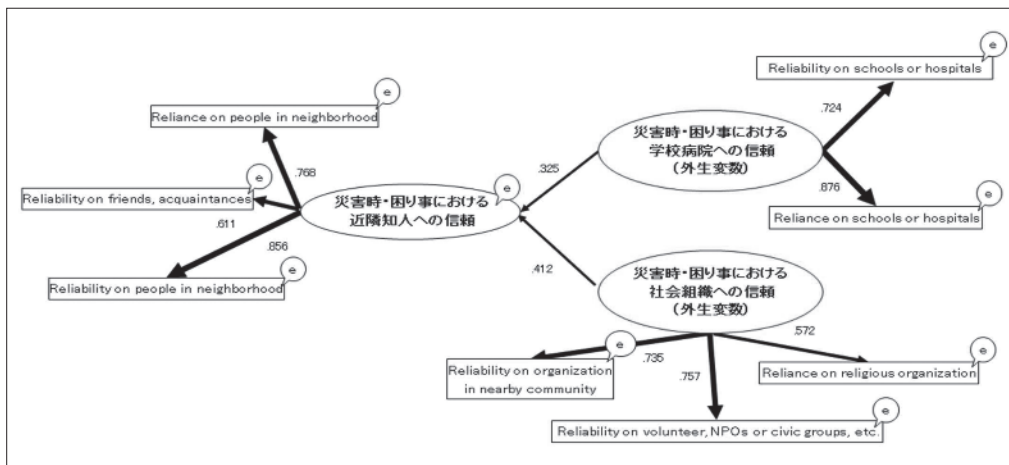 e
Reliability on schools or hospitals
e
Reliance on people in neighborhood
.724
災害時・困り事における
学校病院への信頼
(外生変数)
.325
.768
e
Reliability on friends, acquaintances
e
災害時・困り事における
近隣知人への信頼
.876
e
Reliance on schools or hospitals
.611
.856
e
Reliability on people in neighborhood
.412
災害時・困り事における
社会組織への信頼
(外生変数)
.572
e
Reliability on organization
in nearby community
.735
.757
e
Reliance on religious organization
e
Reliability on volunteer, NPOs or civic groups, etc.